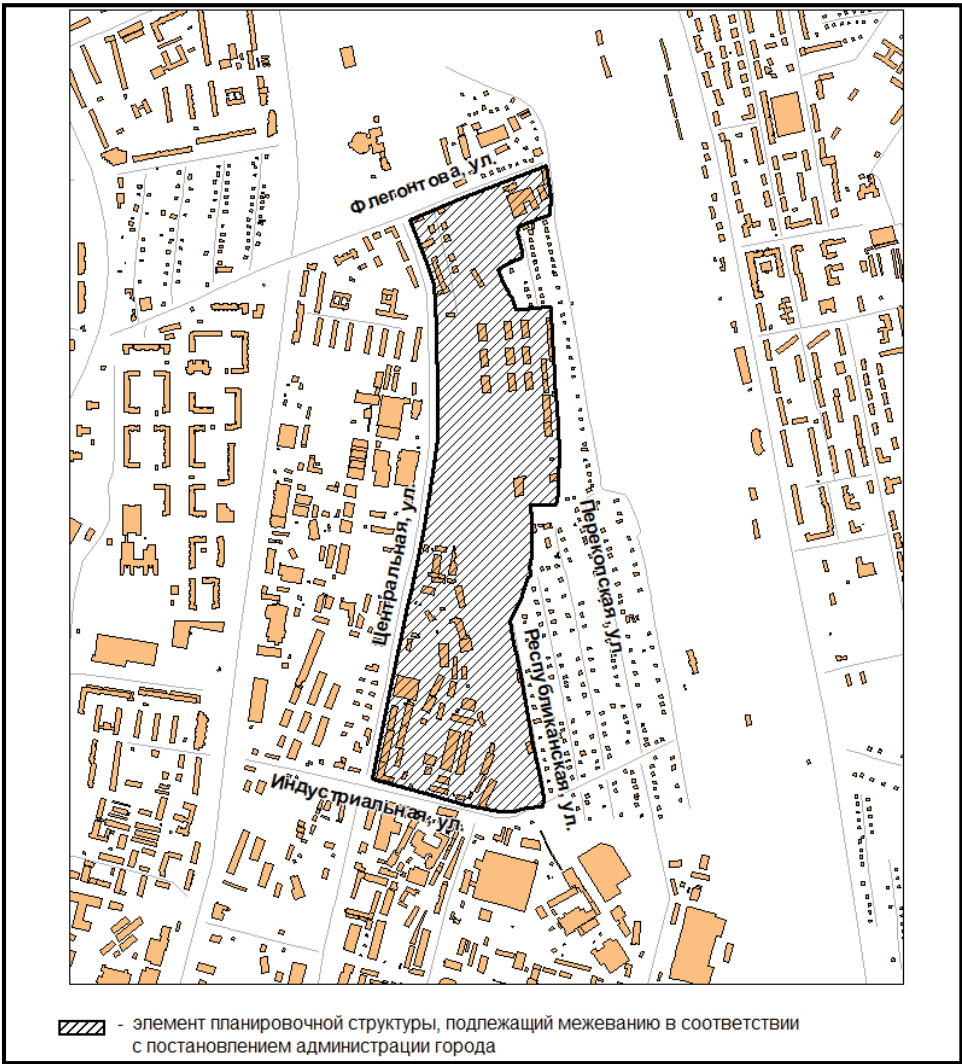 Флегонтова, ул.
Центральная, ул.
Перекопская, ул.
Республиканская, ул.
Индустриальная, ул.
- элемент планировочной структуры, подлежащий межеванию в соответствии
с постановлением администрации города